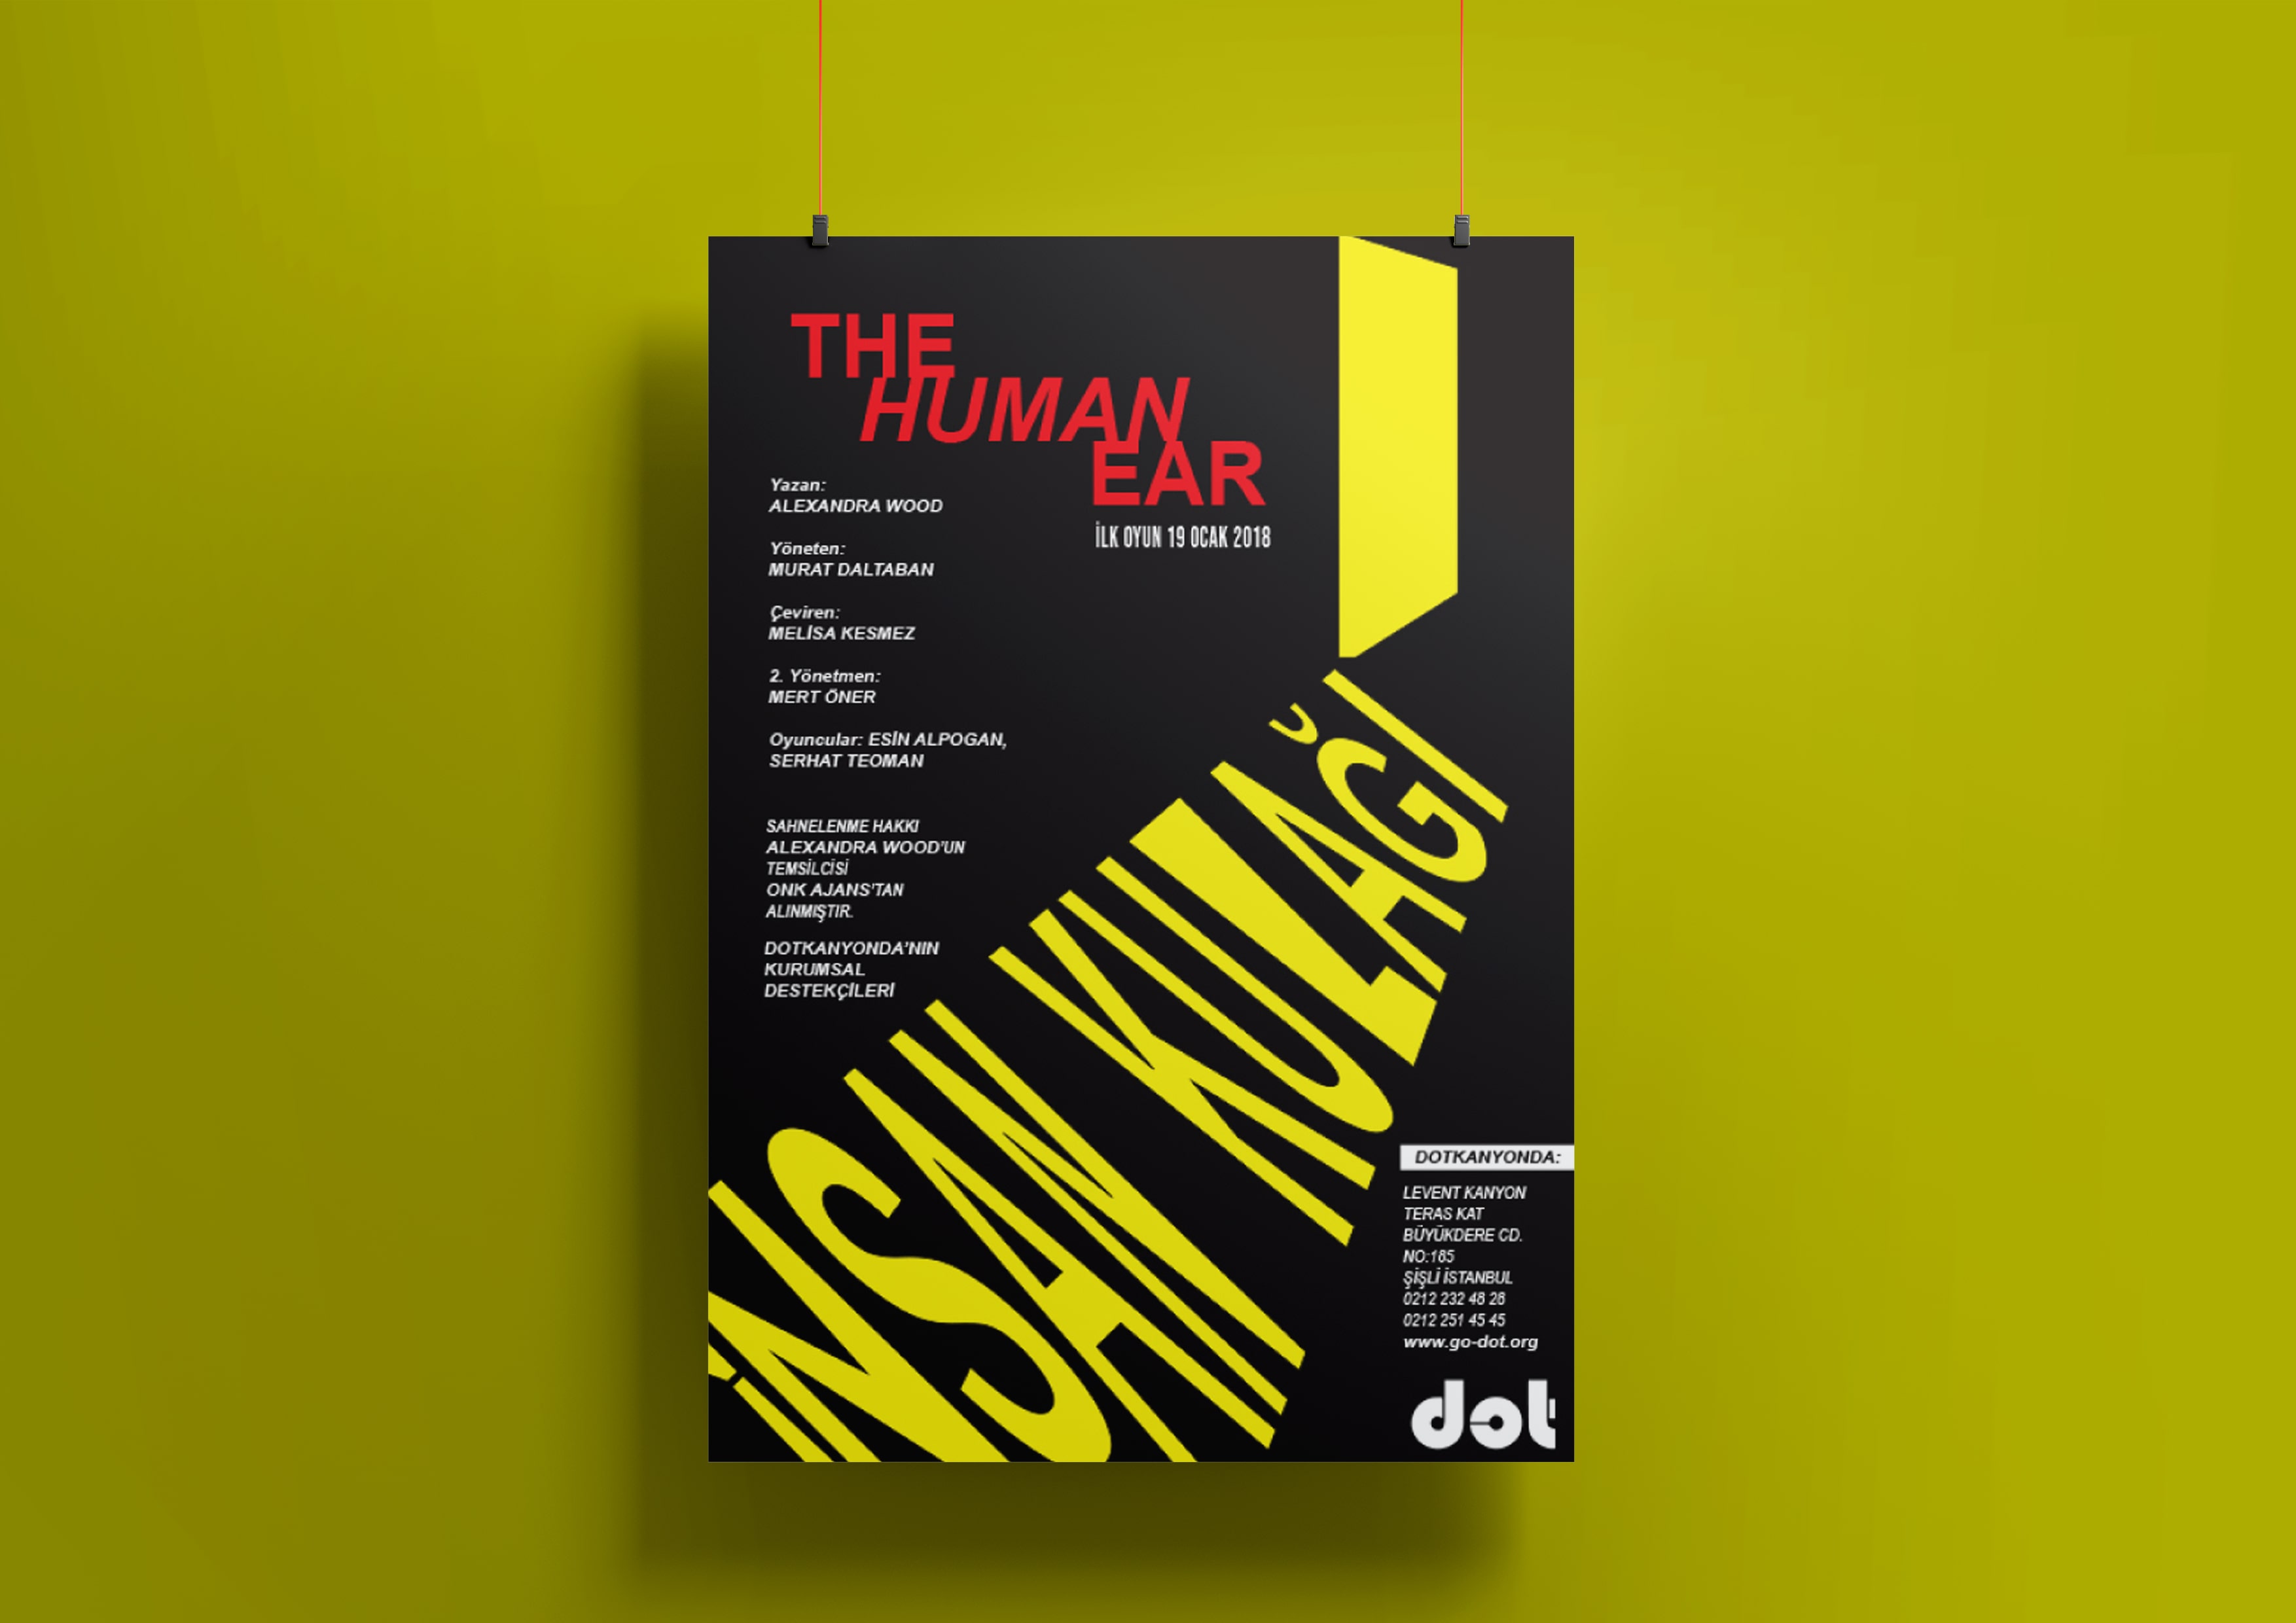 THE
HUMAN
EAR
İLK OYUN 19 OCAK 2018
Yazan:
ALEXANDRA WOOD
Yöneten:
MURAT DALTABAN
Çeviren:
MELİSA KESMEZ
2. Yönetmen:
MERT ÖNER
Oyuncular: ESİN ALPOGAN,
SERHAT TEOMAN
SAHNELENME HAKKI
ALEXANDRA WOOD'UN
TEMSİLCİSİ
ONK AJANS'TAN
ALINMIŞTIR.
DOTKANYONDA'NIN
KURUMSAL
DESTEKÇİLERİ
İNSAN KULAĞI
DOTKANYONDA:
LEVENT KANYON
TERAS KAT
BÜYÜKDERE CD.
NO:185
ŞİŞLİ İSTANBUL
0212 232 48 28
0212 251 45 45
www.go-dot.org
dot